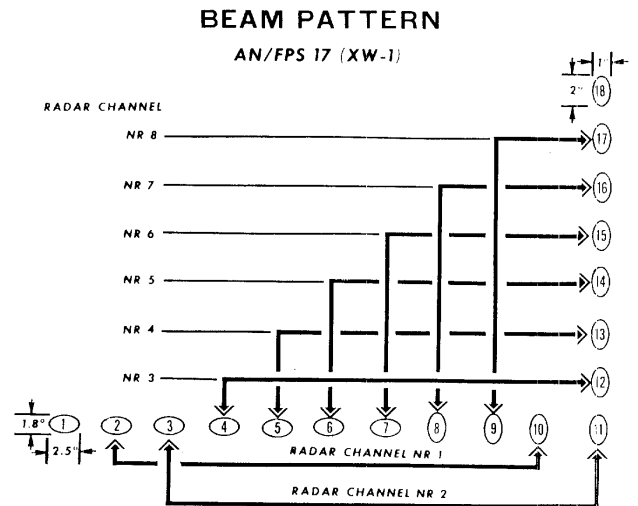 BEAM PATTERN
AN/FPS 17 (XW-1)
1°
2° 18
RADAR CHANNEL
NR 8 17
NR 7 16
NR 6 15
NR 5 14
NR 4 13
NR 3 12
1.8° 1 2 3 4 5 6 7 8 9 10 11
2.5°
RADAR CHANNEL NR 1
RADAR CHANNEL NR 2